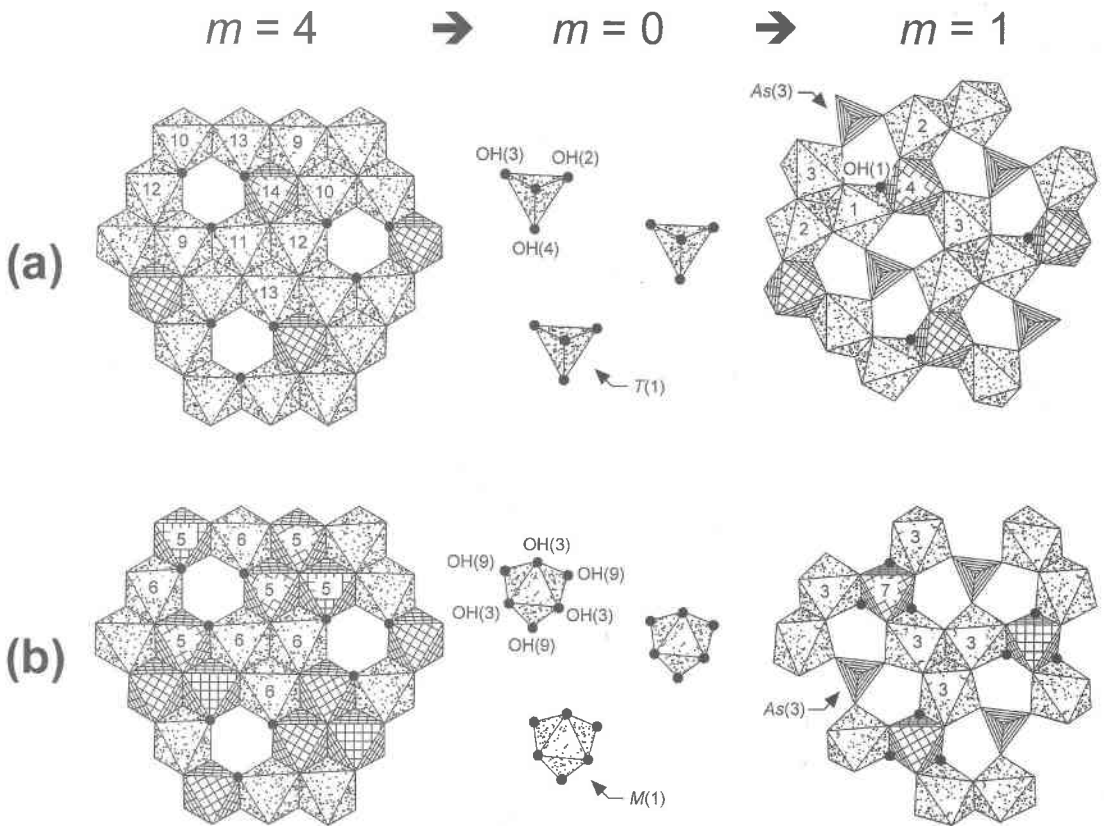 m = 4 ➔ m = 0 ➔ m = 1
(a)
10 13 9
12 14 10
9 11 12
13
OH(3) OH(2)
OH(4)
T(1)
As(3)
2
OH(1)
3 4
1 3
2
(b)
5 6 5
6 5 5
5 6 6
6
OH(3)
OH(9) OH(9)
OH(3) OH(3)
OH(9)
M(1)
3
3 7
3 3
3
As(3)